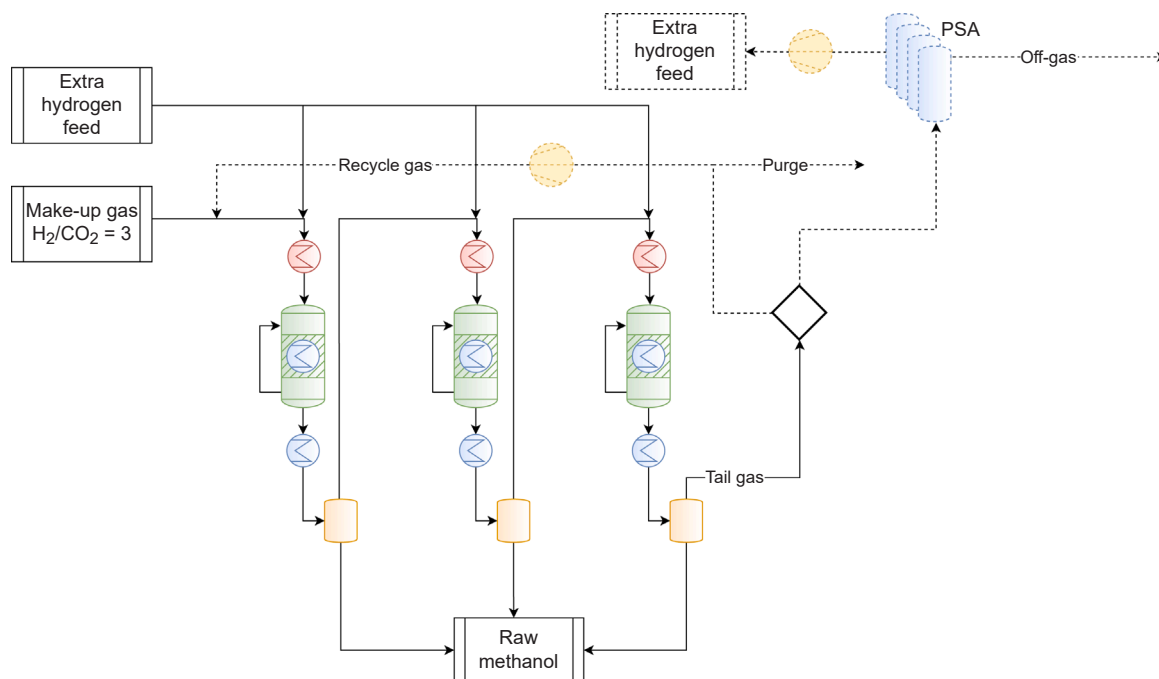 Extra
hydrogen
feed
PSA
Off-gas
Extra
hydrogen
feed
Recycle gas
Purge
Make-up gas
H₂/CO₂ = 3
Tail gas
Raw
methanol